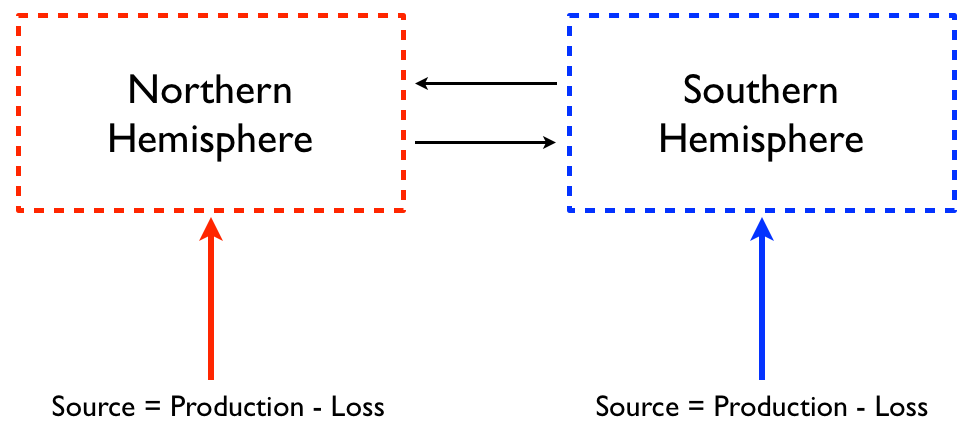 Northern
Hemisphere
Southern
Hemisphere
Source = Production - Loss
Source = Production - Loss